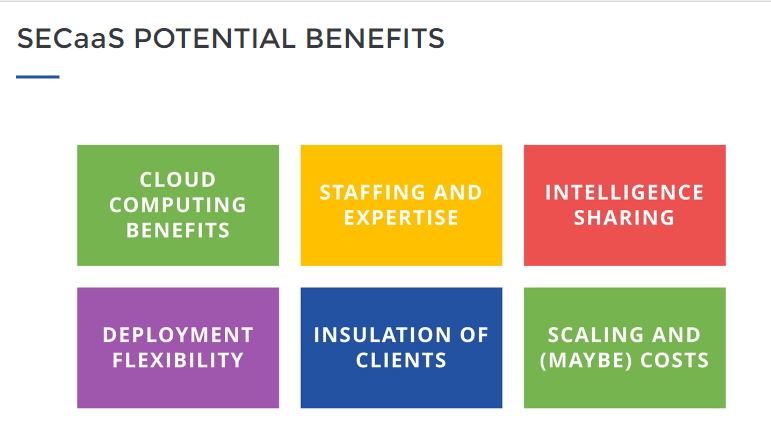 SECaaS POTENTIAL BENEFITS
CLOUD
COMPUTING
BENEFITS
STAFFING AND
EXPERTISE
INTELLIGENCE
SHARING
DEPLOYMENT
FLEXIBILITY
INSULATION OF
CLIENTS
SCALING AND
(MAYBE) COSTS